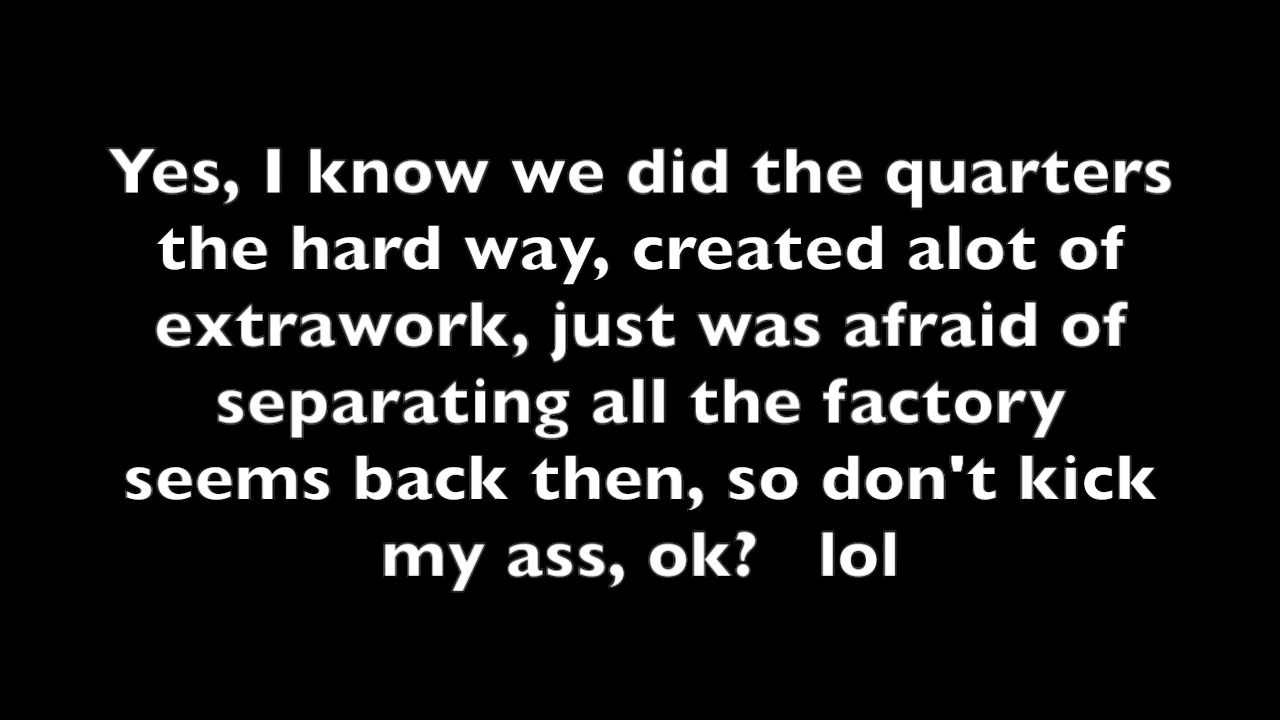 Yes, I know we did the quarters
the hard way, created alot of
extrawork, just was afraid of
separating all the factory
seems back then, so don't kick
my ass, ok?   lol